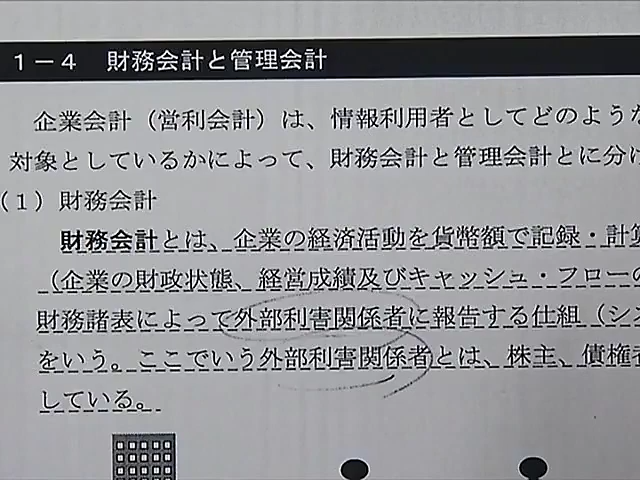 1－4 財務会計と管理会計
企業会計（営利会計）は、情報利用者としてどのような
対象としているかによって、財務会計と管理会計とに分け
（1）財務会計
財務会計とは、企業の経済活動を貨幣額で記録・計算
（企業の財政状態、経営成績及びキャッシュ・フローの
財務諸表によって外部利害関係者に報告する仕組（シス
をいう。ここでいう外部利害関係者とは、株主、債権者
している。